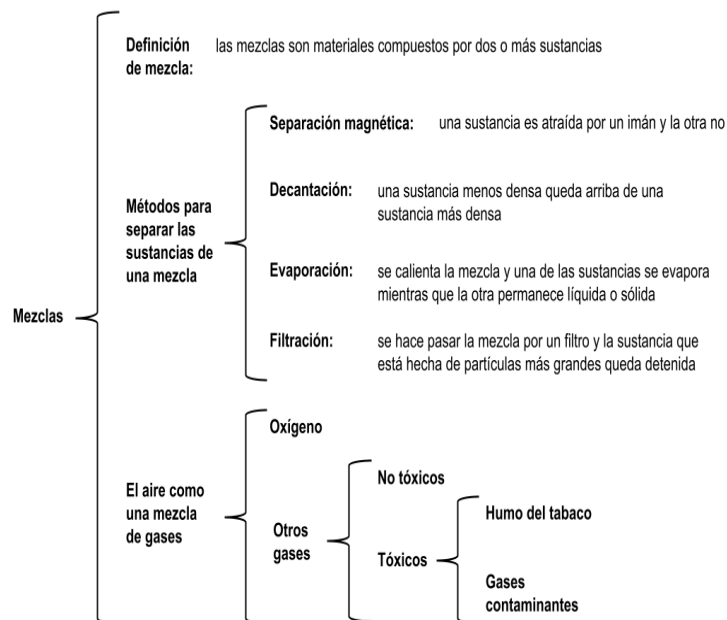 Definición
de mezcla:
las mezclas son materiales compuestos por dos o más sustancias
Separación magnética: una sustancia es atraída por un imán y la otra no
Métodos para
separar las
sustancias de
una mezcla
Decantación: una sustancia menos densa queda arriba de una
sustancia más densa
Evaporación: se calienta la mezcla y una de las sustancias se evapora
mientras que la otra permanece líquida o sólida
Mezclas
Filtración: se hace pasar la mezcla por un filtro y la sustancia que
está hecha de partículas más grandes queda detenida
Oxígeno
El aire como
una mezcla
de gases
Otros
gases
No tóxicos
Tóxicos
Humo del tabaco
Gases
contaminantes